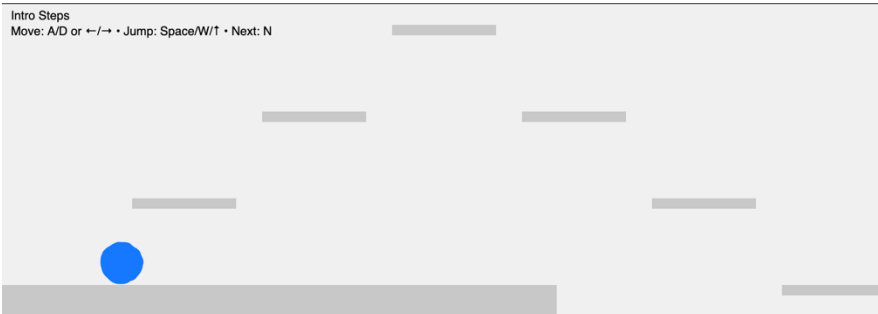 Intro Steps
Move: A/D or ←/→ • Jump: Space/W/↑ • Next: N